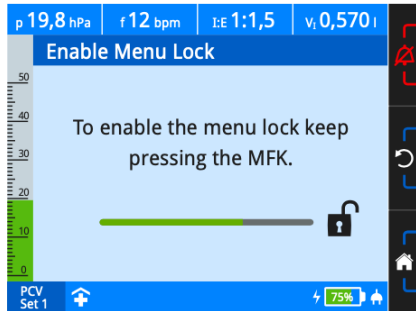 p 19,8 hPa f 12 bpm I:E 1:1,5 VI 0,570 l
Enable Menu Lock
50
40
To enable the menu lock keep
30
pressing the MFK.
20
10
0
PCV
Set 1
75%